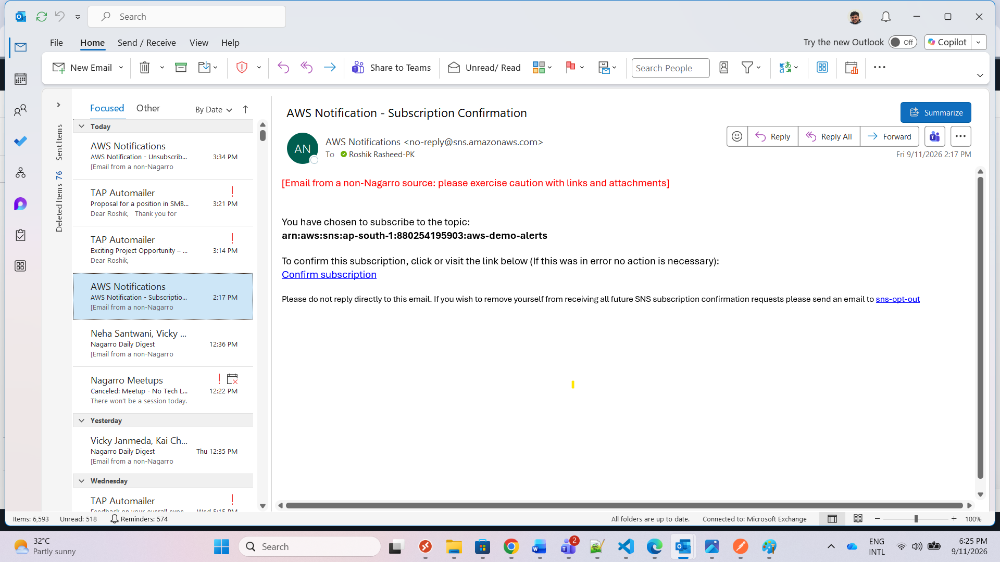 Search
File Home Send / Receive View Help
Try the new Outlook Off Copilot
New Email Share to Teams Unread/ Read Search People
Sent Items
Deleted Items 76
Focused Other By Date
Today
AWS Notifications
AWS Notification - Unsubscrib... 3:34 PM
[Email from a non-Nagarro
TAP Automailer
Proposal for a position in SMB... 3:21 PM
Dear Roshik, Thank you for
TAP Automailer
Exciting Project Opportunity – ... 3:14 PM
Dear Roshik,
AWS Notifications
AWS Notification - Subscriptio... 2:17 PM
[Email from a non-Nagarro
Neha Santwani, Vicky ...
Nagarro Daily Digest 12:36 PM
[Email from a non-Nagarro
Nagarro Meetups
Canceled: Meetup - No Tech L... 12:22 PM
There won't be a session today.
Yesterday
Vicky Janmeda, Kai Ch...
Nagarro Daily Digest Thu 12:35 PM
[Email from a non-Nagarro
Wednesday
TAP Automailer
Feedback on your overall expe... Wed 5:15 PM
AWS Notification - Subscription Confirmation
Summarize
AN
AWS Notifications <no-reply@sns.amazonaws.com>
To Roshik Rasheed-PK
Reply Reply All Forward
Fri 9/11/2026 2:17 PM
[Email from a non-Nagarro source: please exercise caution with links and attachments]
You have chosen to subscribe to the topic:
arn:aws:sns:ap-south-1:880254195903:aws-demo-alerts
To confirm this subscription, click or visit the link below (If this was in error no action is necessary):
Confirm subscription
Please do not reply directly to this email. If you wish to remove yourself from receiving all future SNS subscription confirmation requests please send an email to sns-opt-out
Items: 6,593 Unread: 518 Reminders: 574
All folders are up to date. Connected to: Microsoft Exchange 100%
32°C
Partly sunny
Search
2
ENG
INTL
6:25 PM
9/11/2026